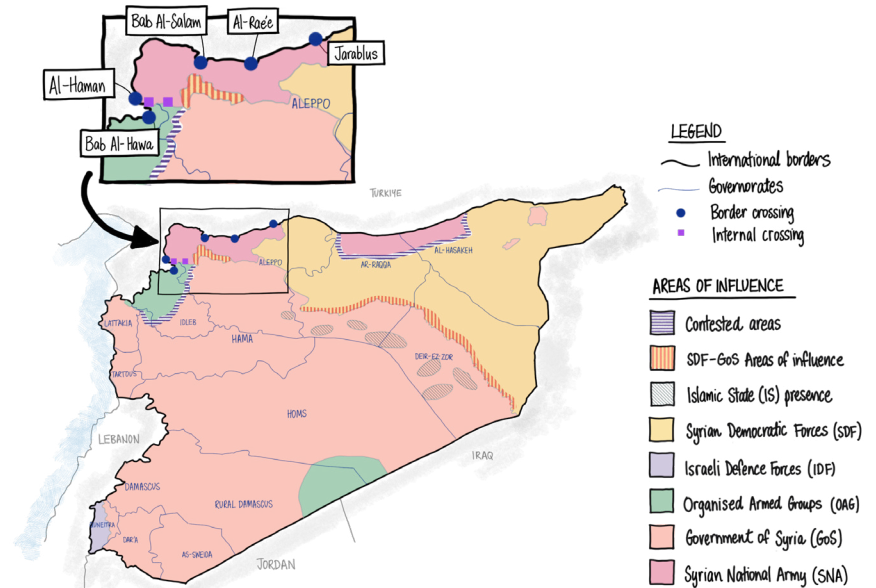 Bab Al-Salam
Al-Rae'e
Jarablus
Al-Haman
ALEPPO
Bab Al-Hawa
TURKIYE
LEGEND
International borders
Governorates
Border crossing
Internal crossing
AREAS OF INFLUENCE
Contested areas
SDF-GoS Areas of influence
Islamic State (IS) presence
Syrian Democratic Forces (SDF)
Israeli Defence Forces (IDF)
Organised Armed Groups (OAG)
Government of Syria (GoS)
Syrian National Army (SNA)
ALEPPO
AR-RAQQA
AL-HASAKEH
LATTAKIA
IDLEB
HAMA
DEIR-EZ-ZOR
TARTOUS
HOMS
LEBANON
IRAQ
DAMASCUS
RURAL DAMASCUS
QUNEITRA
DAR'A
AS-SWEIDA
JORDAN